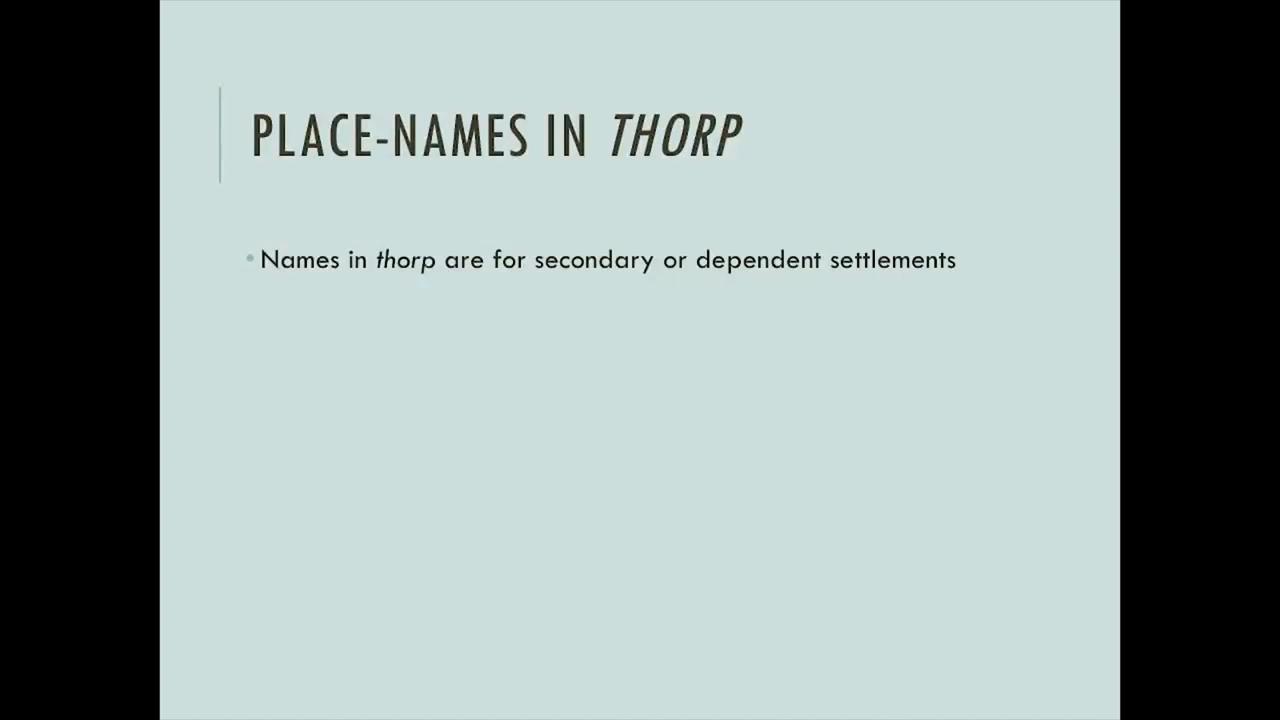 PLACE-NAMES IN THORP
• Names in thorp are for secondary or dependent settlements